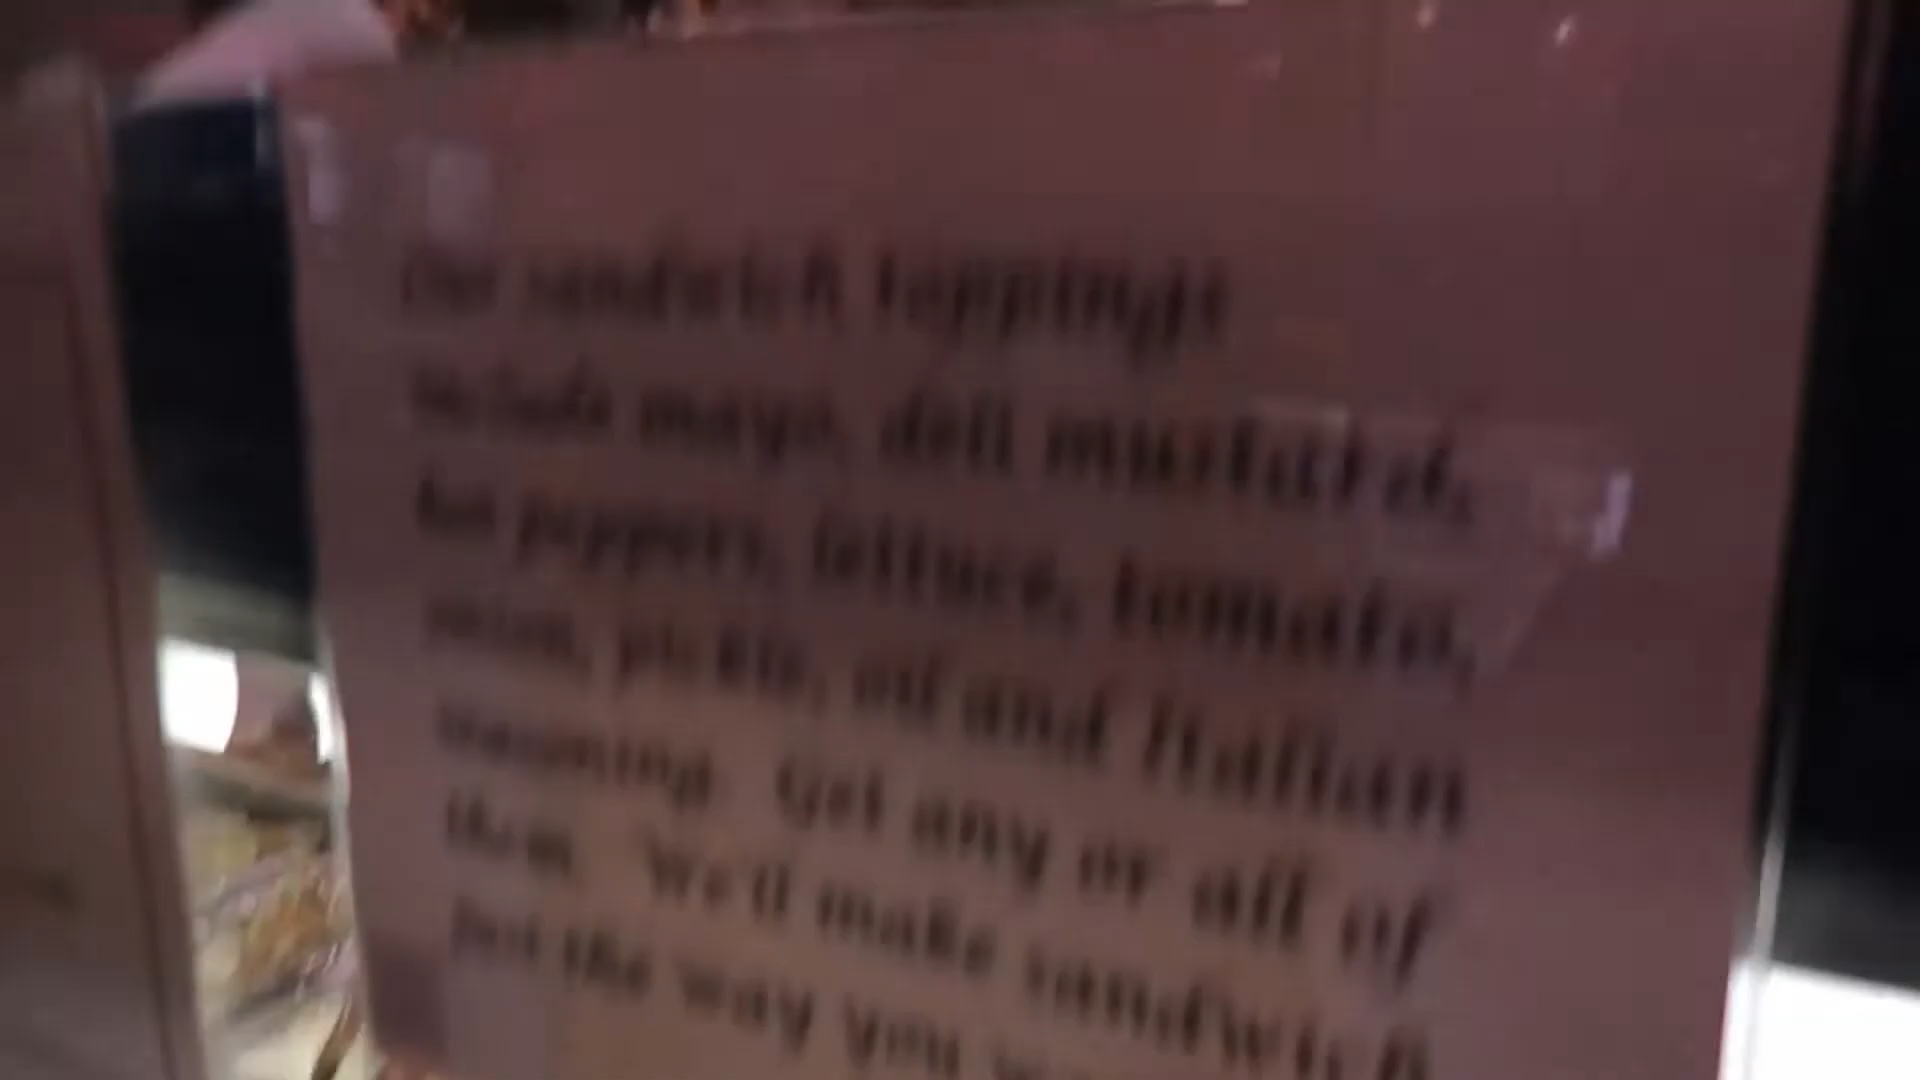 Our sandwich toppings
include mayo, deli mustard,
hot peppers, lettuce, tomato,
onion, pickle, oil and Italian
seasoning. Get any or all of
them. We'll make sandwich
just the way you